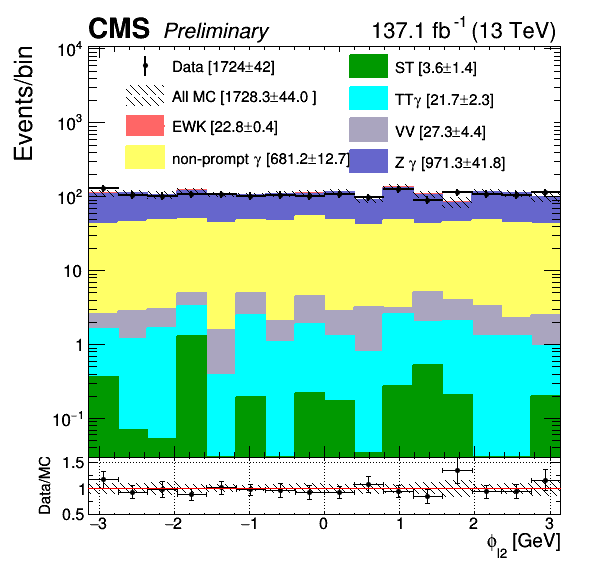 CMS Preliminary 137.1 fb⁻¹ (13 TeV)
Events/bin
10⁴
10³
10²
10
1
10⁻¹
Data [1724±42]
All MC [1728.3±44.0 ]
EWK [22.8±0.4]
non-prompt γ [681.2±12.7]
ST [3.6±1.4]
TTγ [21.7±2.3]
VV [27.3±4.4]
Z γ [971.3±41.8]
Data/MC
1.5
1
0.5
−3 −2 −1 0 1 2 3
ϕ_l2 [GeV]